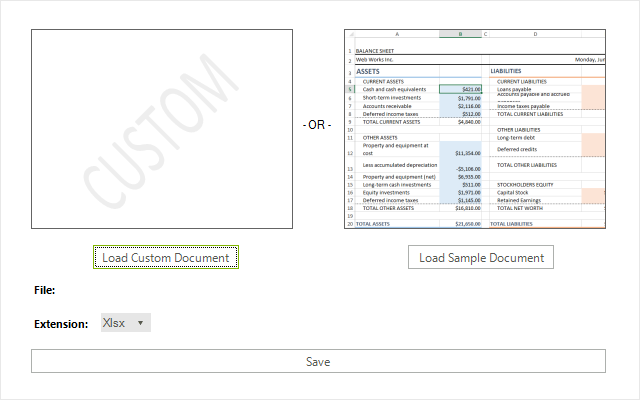 CUSTOM
- OR -
A B C D
1 BALANCE SHEET
2 Web Works Inc. Monday, Jun
3 ASSETS LIABILITIES
4 CURRENT ASSETS CURRENT LIABILITIES
5 Cash and cash equivalents $421.00 Loans payable
6 Short-term investments $1,791.00 Accounts payable and accrued
7 Accounts receivable $2,116.00 Income taxes payable
8 Deferred income taxes $512.00 TOTAL CURRENT LIABILITIES
9 TOTAL CURRENT ASSETS $4,840.00
10 OTHER LIABILITIES
11 OTHER ASSETS Long-term debt
12 Property and equipment at cost $11,354.00 Deferred credits
13 Less accumulated depreciation -$5,106.00 TOTAL OTHER LIABILITIES
14 Property and equipment (net) $6,935.00
15 Long-term cash investments $511.00 STOCKHOLDERS EQUITY
16 Equity investments $1,971.00 Capital Stock
17 Deferred income taxes $1,145.00 Retained Earnings
18 TOTAL OTHER ASSETS $16,810.00 TOTAL NET WORTH
19
20 TOTAL ASSETS $21,650.00 TOTAL LIABILITIES
Load Custom Document Load Sample Document
File:
Extension: Xlsx
Save